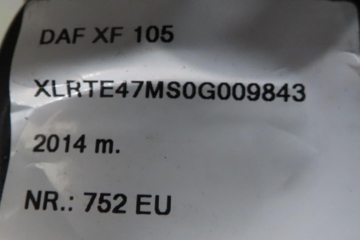 DAF XF 105
XLRTE47MS0G009843
2014 m.
NR.: 752 EU